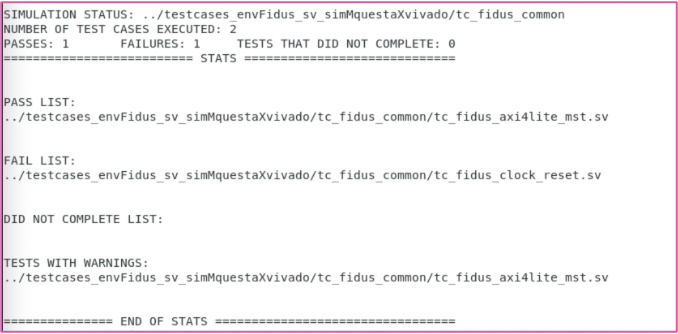 SIMULATION STATUS: ../testcases_envFidus_sv_simMquestaXvivado/tc_fidus_common
NUMBER OF TEST CASES EXECUTED: 2
PASSES: 1       FAILURES: 1     TESTS THAT DID NOT COMPLETE: 0
========================== STATS =============================
PASS LIST:
../testcases_envFidus_sv_simMquestaXvivado/tc_fidus_common/tc_fidus_axi4lite_mst.sv
FAIL LIST:
../testcases_envFidus_sv_simMquestaXvivado/tc_fidus_common/tc_fidus_clock_reset.sv
DID NOT COMPLETE LIST:
TESTS WITH WARNINGS:
../testcases_envFidus_sv_simMquestaXvivado/tc_fidus_common/tc_fidus_axi4lite_mst.sv
=============== END OF STATS =================================